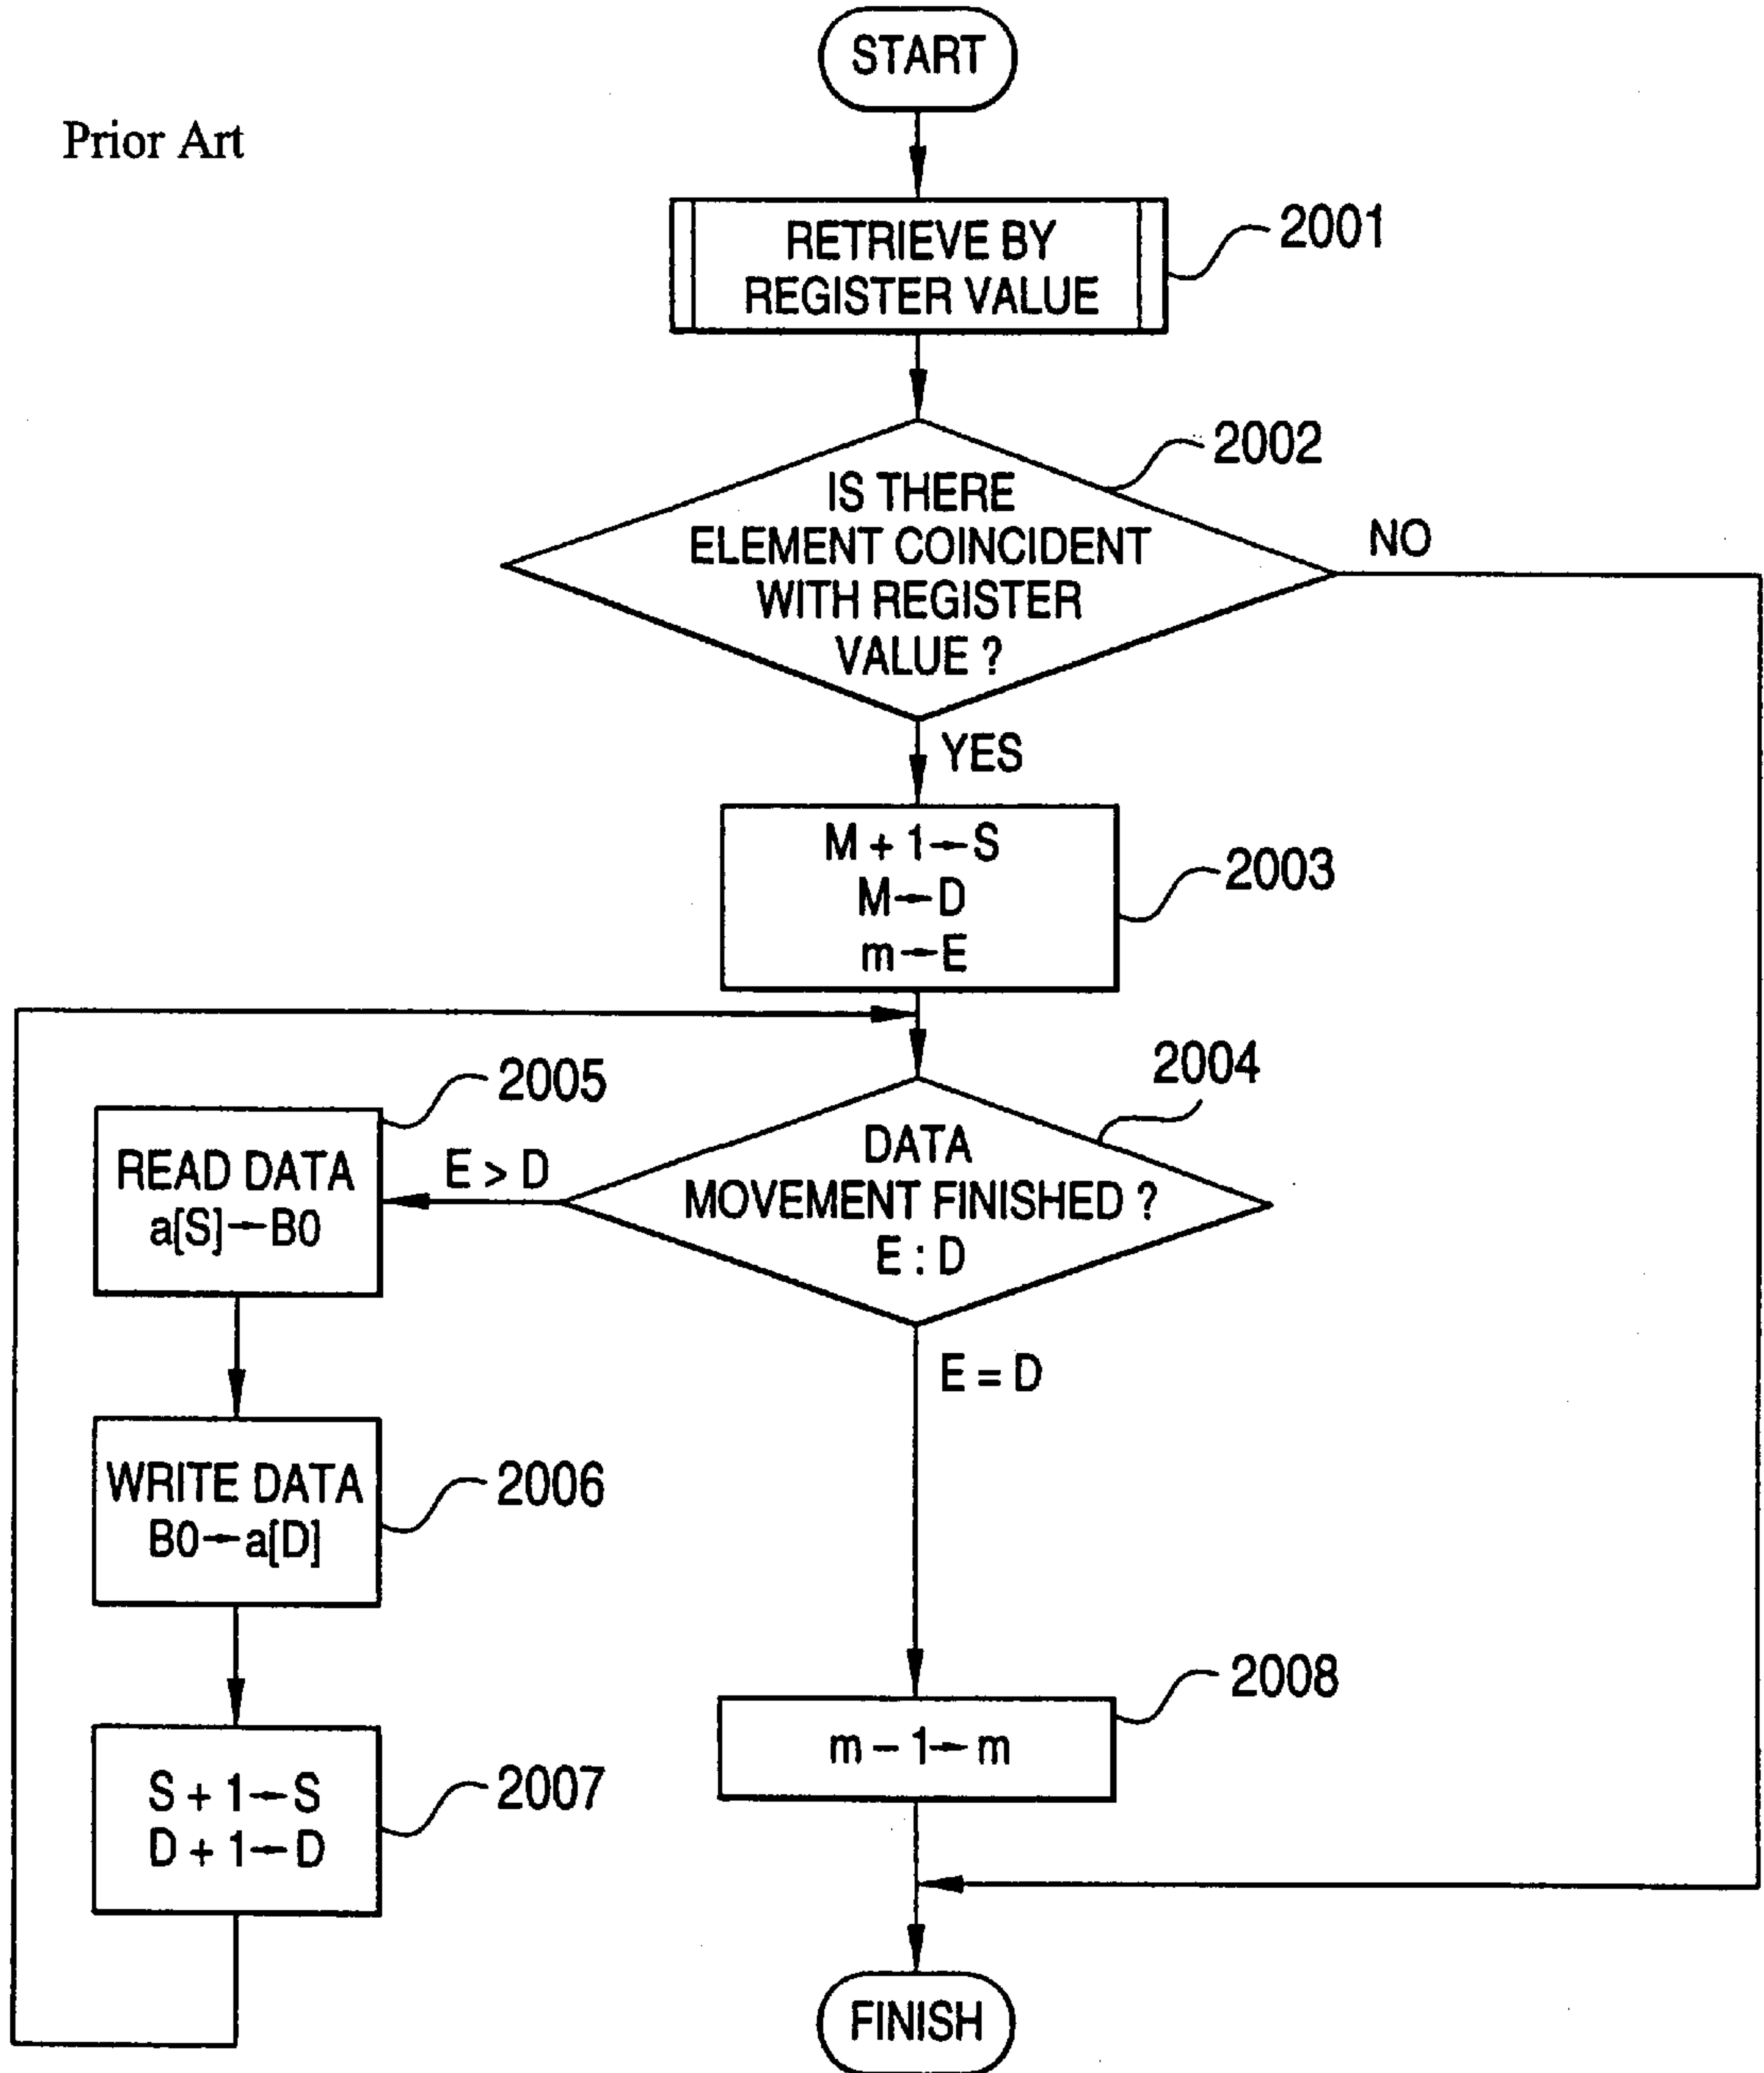 START
Prior Art
RETRIEVE BY
REGISTER VALUE
2001
2002
IS THERE
ELEMENT COINCIDENT
WITH REGISTER
VALUE ?
NO
YES
M + 1→S
M→D
m→E
2003
2004
DATA
MOVEMENT FINISHED ?
E : D
E > D
2005
READ DATA
a[S]→B0
E = D
WRITE DATA
B0→a[D]
2006
S + 1→S
D + 1→D
2007
m – 1→m
2008
FINISH